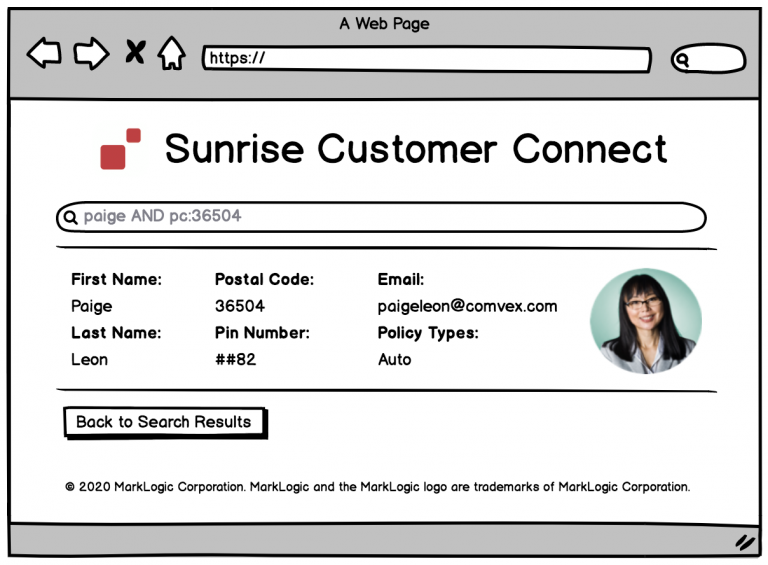 A Web Page
https://
Sunrise Customer Connect
paige AND pc:36504
First Name: Postal Code: Email:
Paige 36504 paigeleon@comvex.com
Last Name: Pin Number: Policy Types:
Leon ##82 Auto
Back to Search Results
© 2020 MarkLogic Corporation. MarkLogic and the MarkLogic logo are trademarks of MarkLogic Corporation.